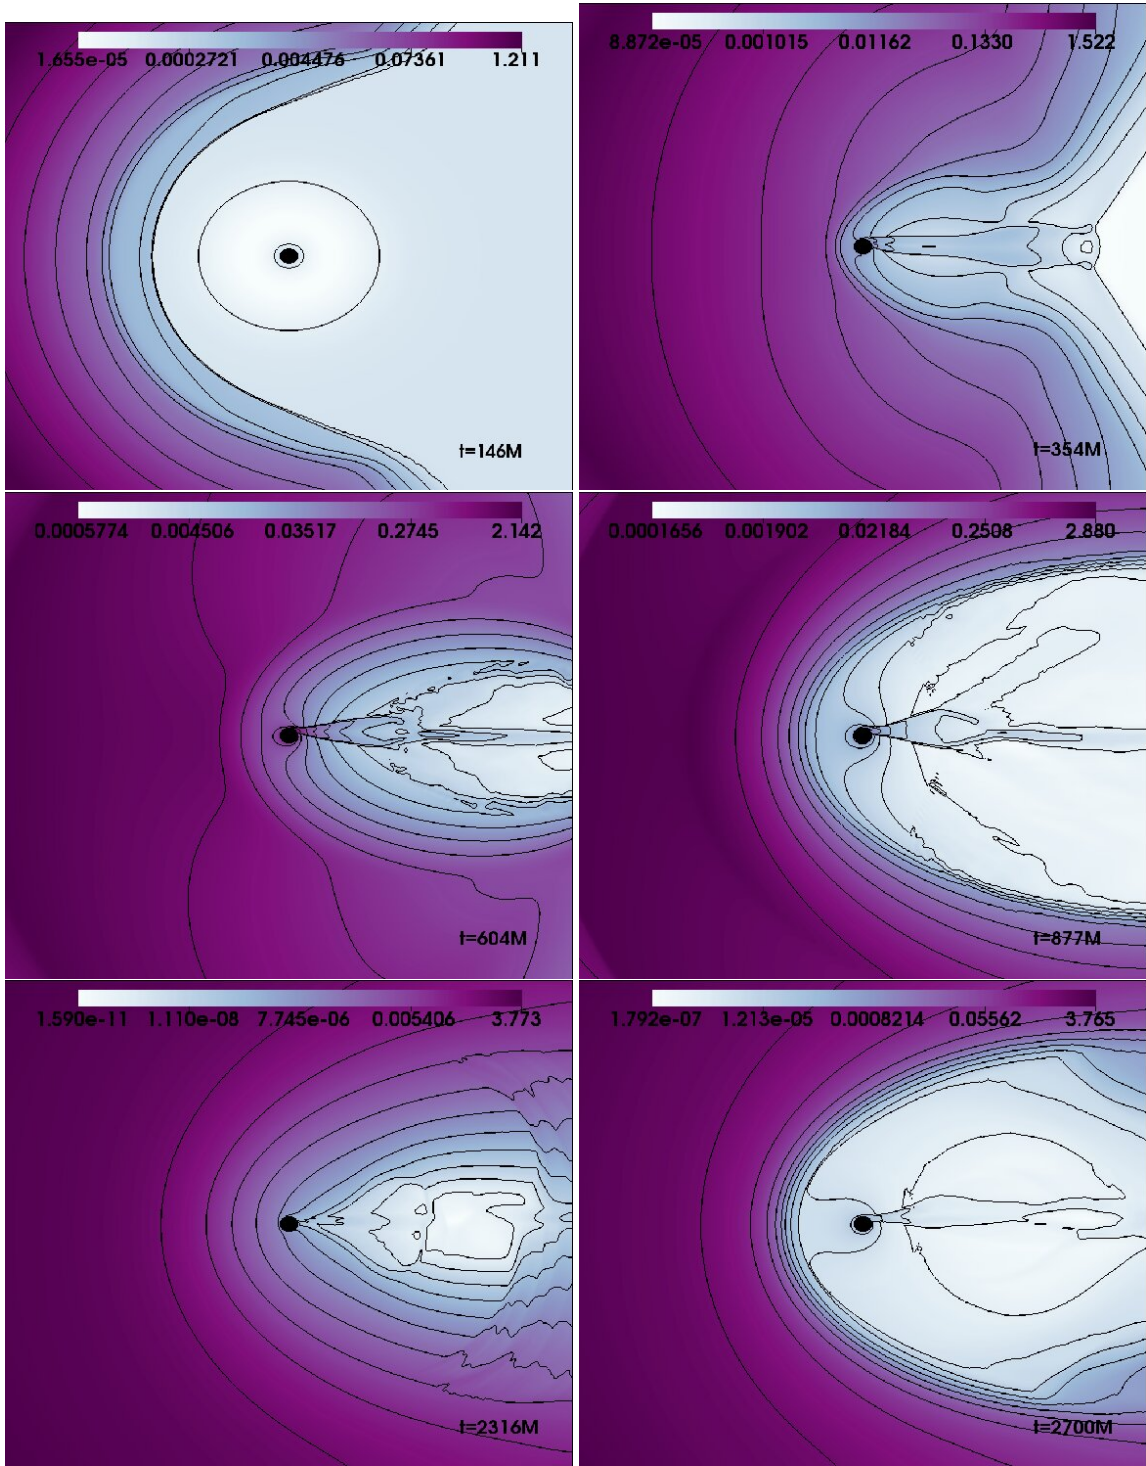 1.655e-05 0.0002721 0.004476 0.07361 1.211
t=146M
8.872e-05 0.001015 0.01162 0.1330 1.522
t=354M
0.0005774 0.004506 0.03517 0.2745 2.142
t=604M
0.0001656 0.001902 0.02184 0.2508 2.880
t=877M
1.590e-11 1.110e-08 7.745e-06 0.005406 3.773
t=2316M
1.792e-07 1.213e-05 0.0008214 0.05562 3.765
t=2700M